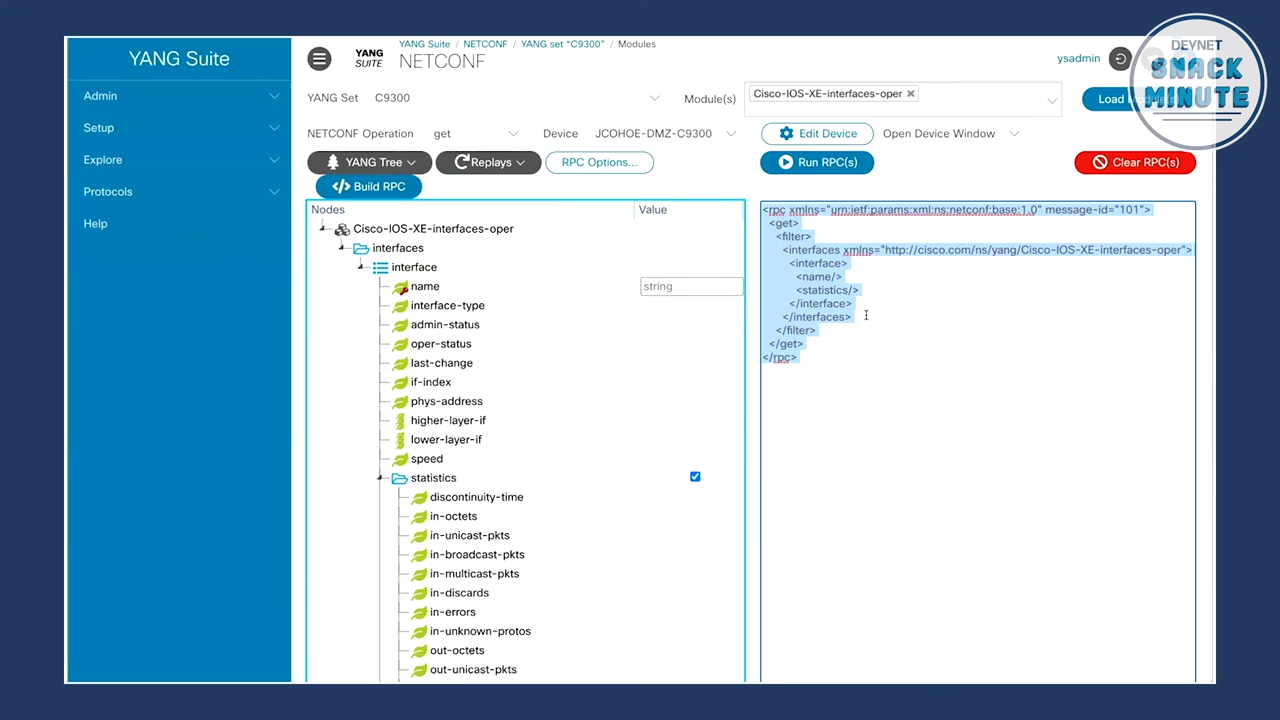 DEVNET
SNACK
MINUTE
YANG Suite
Admin
Setup
Explore
Protocols
Help
YANG SUITE
YANG Suite / NETCONF / YANG set "C9300" / Modules
NETCONF
ysadmin
YANG Set C9300
Module(s) Cisco-IOS-XE-interfaces-oper
Load
NETCONF Operation get
Device JCOHOE-DMZ-C9300
Edit Device
Open Device Window
YANG Tree
Replays
RPC Options...
Run RPC(s)
Clear RPC(s)
</> Build RPC
Nodes Value
Cisco-IOS-XE-interfaces-oper
interfaces
interface
name string
interface-type
admin-status
oper-status
last-change
if-index
phys-address
higher-layer-if
lower-layer-if
speed
statistics
discontinuity-time
in-octets
in-unicast-pkts
in-broadcast-pkts
in-multicast-pkts
in-discards
in-errors
in-unknown-protos
out-octets
out-unicast-pkts
<rpc xmlns="urn:ietf:params:xml:ns:netconf:base:1.0" message-id="101">
<get>
<filter>
<interfaces xmlns="http://cisco.com/ns/yang/Cisco-IOS-XE-interfaces-oper">
<interface>
<name/>
<statistics/>
</interface>
</interfaces>
</filter>
</get>
</rpc>